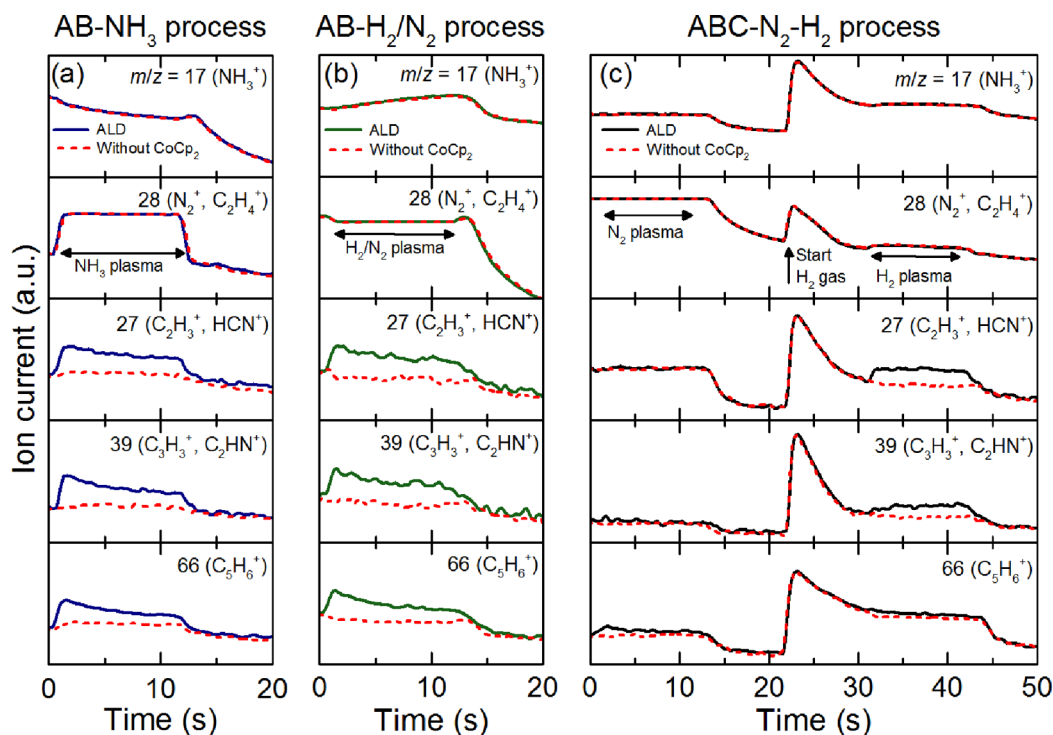 AB-NH₃ process
AB-H₂/N₂ process
ABC-N₂-H₂ process
Ion current (a.u.)
(a)
m/z = 17 (NH₃⁺)
ALD
Without CoCp₂
28 (N₂⁺, C₂H₄⁺)
NH₃ plasma
27 (C₂H₃⁺, HCN⁺)
39 (C₃H₃⁺, C₂HN⁺)
66 (C₅H₆⁺)
0 10 20
Time (s)
(b)
m/z = 17 (NH₃⁺)
ALD
Without CoCp₂
28 (N₂⁺, C₂H₄⁺)
H₂/N₂ plasma
27 (C₂H₃⁺, HCN⁺)
39 (C₃H₃⁺, C₂HN⁺)
66 (C₅H₆⁺)
0 10 20
Time (s)
(c)
m/z = 17 (NH₃⁺)
ALD
Without CoCp₂
28 (N₂⁺, C₂H₄⁺)
N₂ plasma
Start
H₂ gas
H₂ plasma
27 (C₂H₃⁺, HCN⁺)
39 (C₃H₃⁺, C₂HN⁺)
66 (C₅H₆⁺)
0 10 20 30 40 50
Time (s)